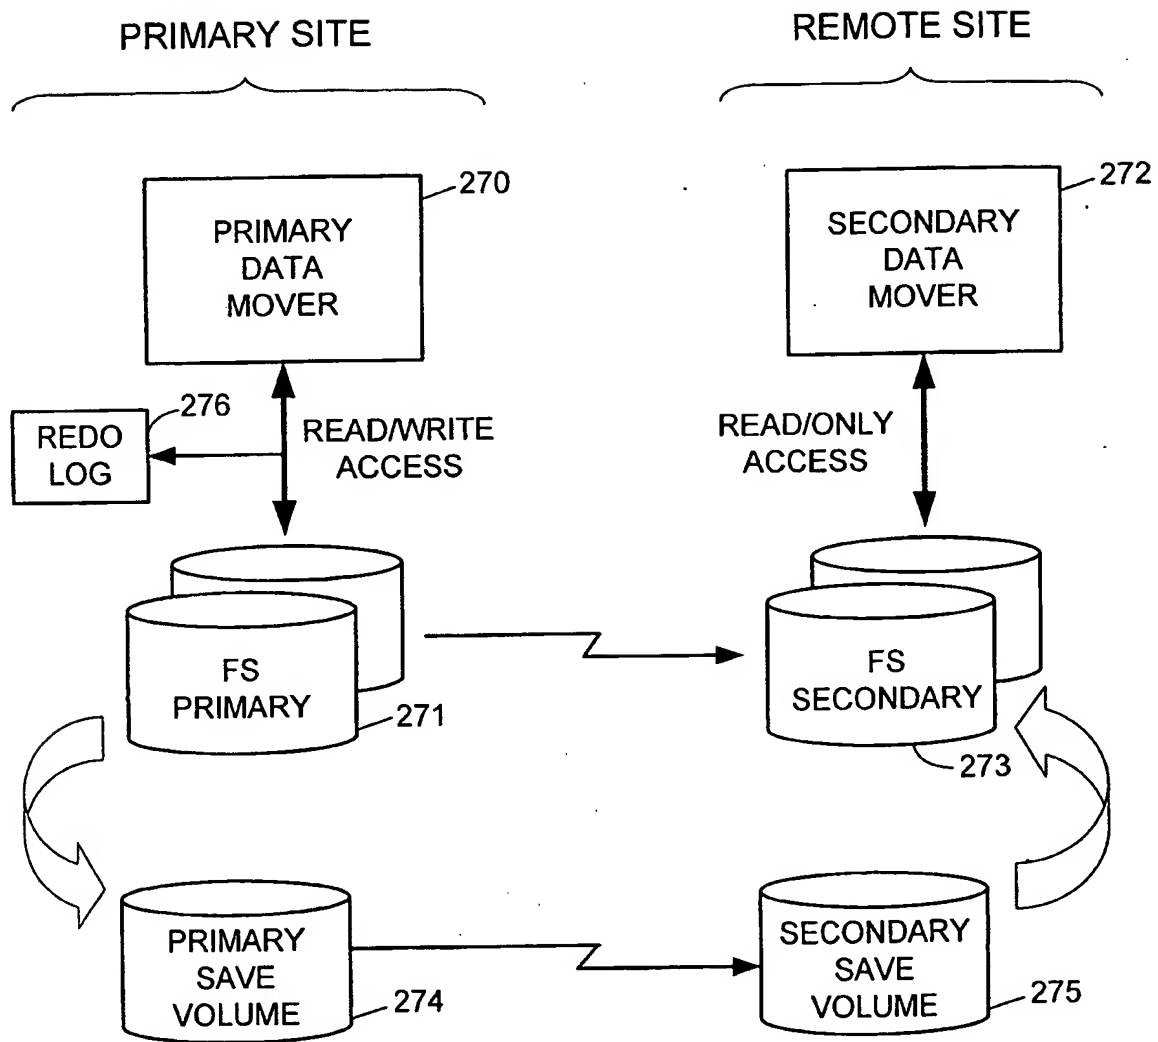 PRIMARY SITE
REMOTE SITE
270
PRIMARY
DATA
MOVER
272
SECONDARY
DATA
MOVER
276
REDO
LOG
READ/WRITE
ACCESS
READ/ONLY
ACCESS
FS
PRIMARY
271
FS
SECONDARY
273
PRIMARY
SAVE
VOLUME
274
SECONDARY
SAVE
VOLUME
275